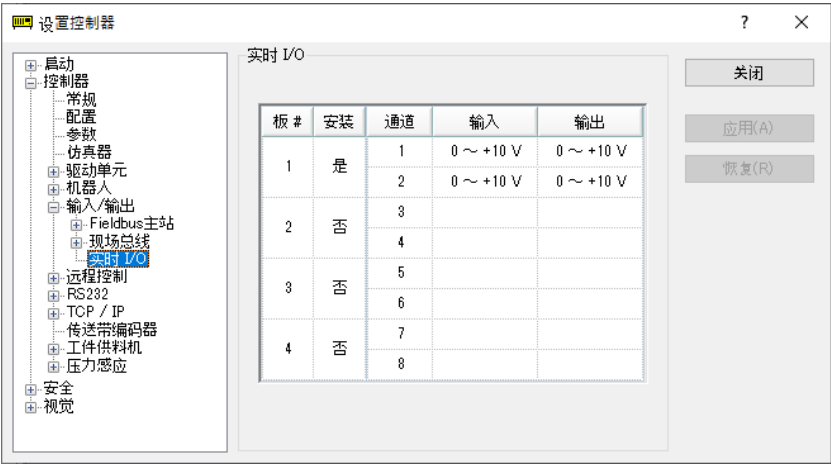 设置控制器
? ×
启动
控制器
常规
配置
参数
仿真器
驱动单元
机器人
输入/输出
Fieldbus主站
现场总线
实时 I/O
远程控制
RS232
TCP / IP
传送带编码器
工件供料机
压力感应
安全
视觉
实时 I/O
板 # 安装 通道 输入 输出
1 是 1 0 ～ +10 V 0 ～ +10 V
2 0 ～ +10 V 0 ～ +10 V
2 否 3
4
3 否 5
6
4 否 7
8
关闭
应用(A)
恢复(R)